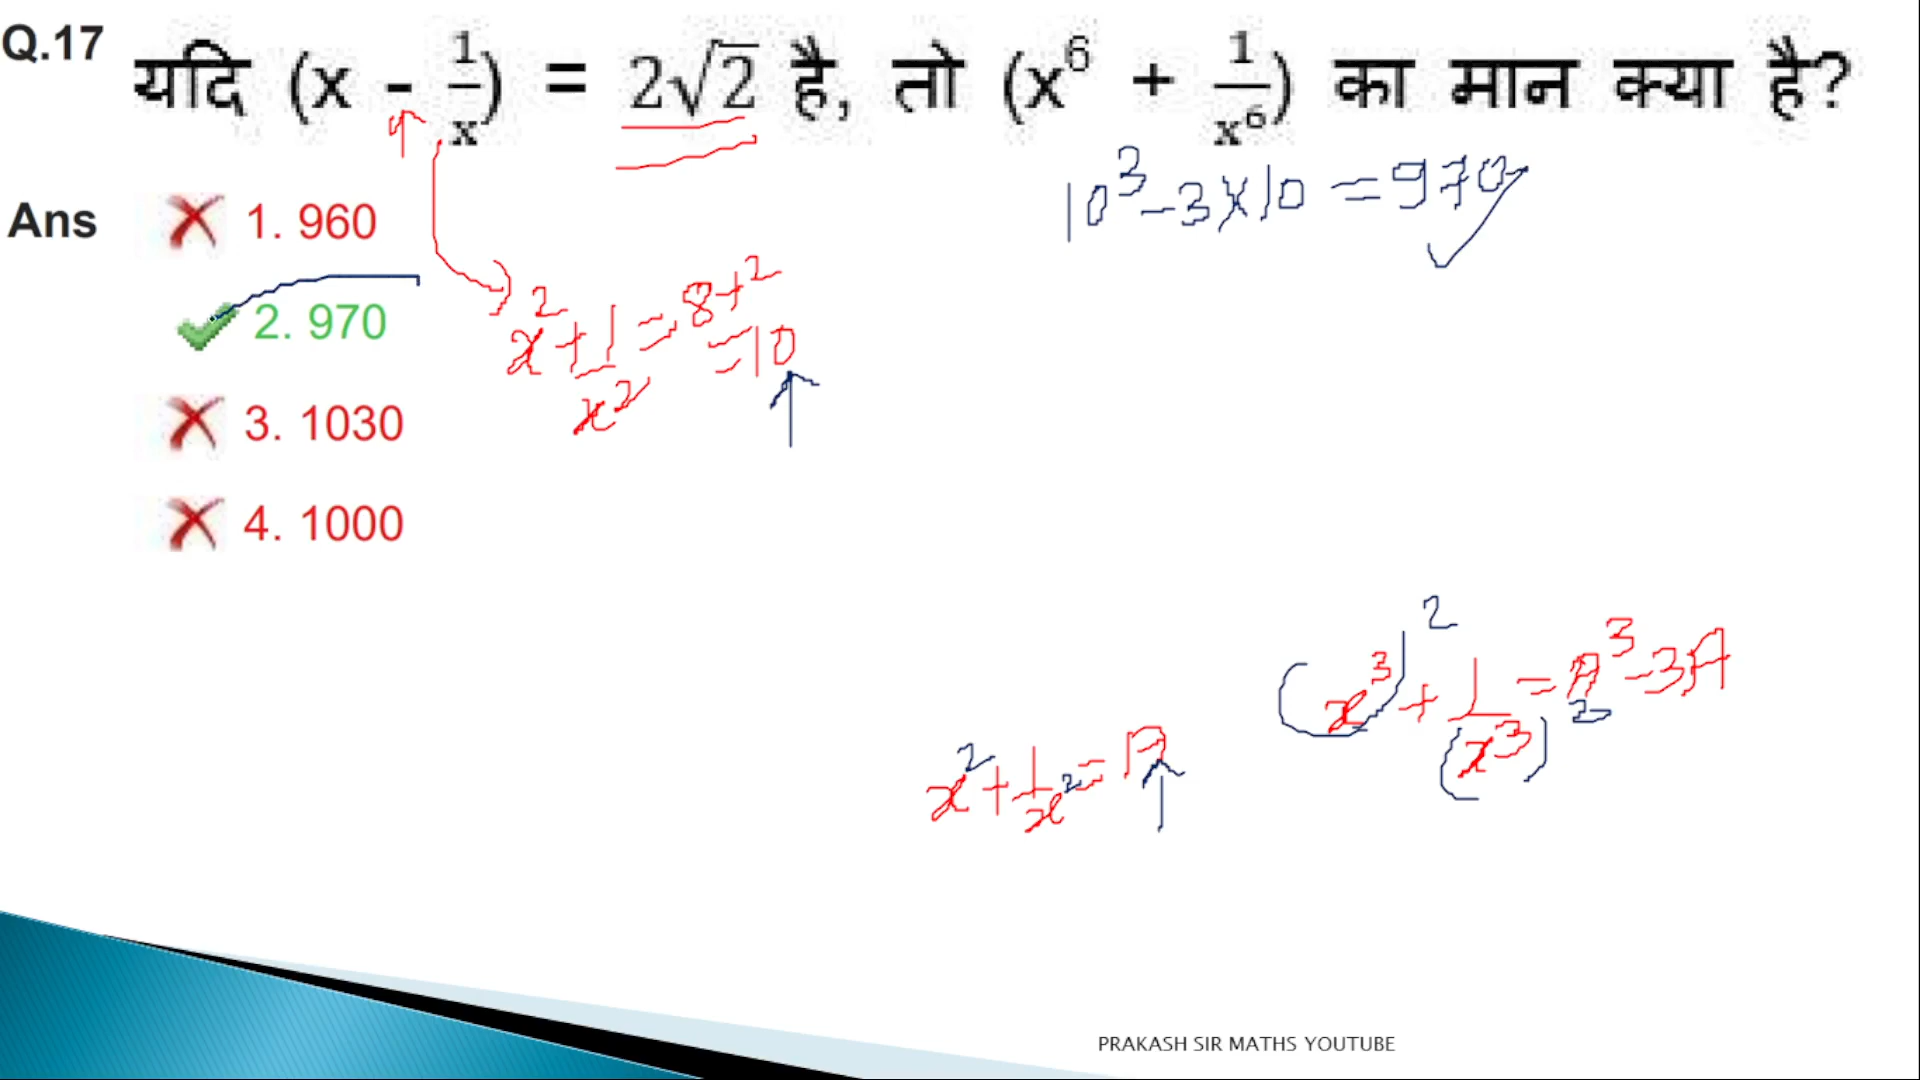 Q.17 यदि (x - 1/x) = 2√2 है, तो (x⁶ + 1/x⁶) का मान क्या है?
10³ - 3 × 10 = 970
Ans 1. 960
2. 970
3. 1030
4. 1000
x² + 1/x² = 8 + 2
= 10
(x³)² + 1/(x³)² = A³ - 3A
x² + 1/x² = A
PRAKASH SIR MATHS YOUTUBE